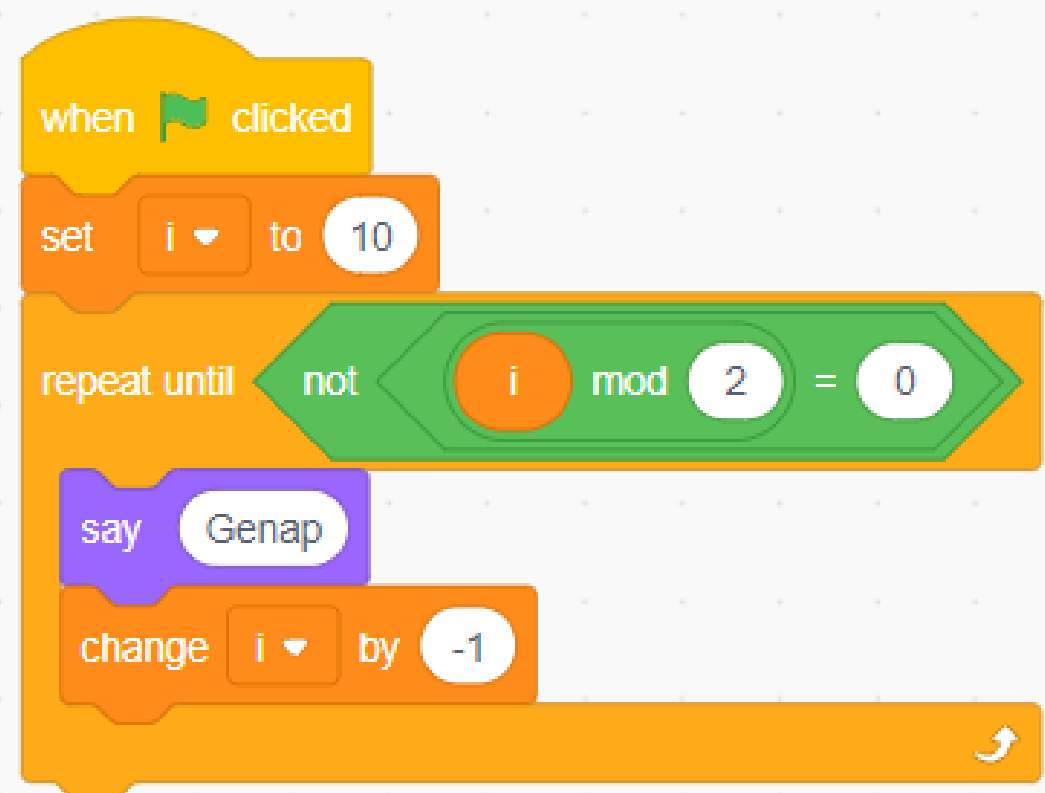 when clicked
set i to 10
repeat until not i mod 2 = 0
say Genap
change i by -1